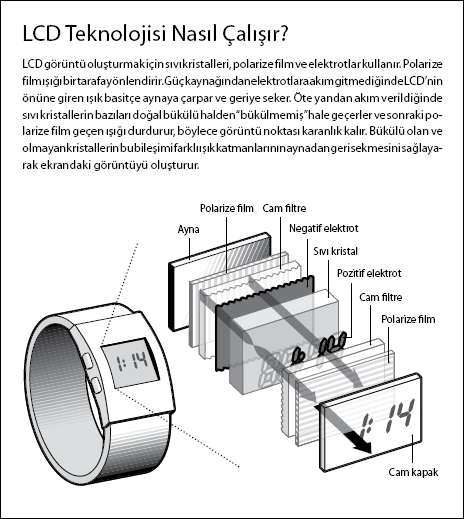 LCD Teknolojisi Nasıl Çalışır?
LCD görüntü oluşturmak için sıvı kristalleri, polarize film ve elektrotlar kullanır. Polarize
film ışığı bir tarafa yönlendirir. Güç kaynağından elektrotlara akım gitmediğinde LCD'nin
önüne giren ışık basitçe aynaya çarpar ve geriye seker. Öte yandan akım verildiğinde
sıvı kristallerin bazıları doğal bükülü halden "bükülmemiş" hale geçerler ve sonraki po-
larize film geçen ışığı durdurur, böylece görüntü noktası karanlık kalır. Bükülü olan ve
olmayan kristallerin bu bileşimi farklı ışık katmanlarının aynadan geri sekmesini sağlaya-
rak ekrandaki görüntüyü oluşturur.
Polarize film
Cam filtre
Ayna
Negatif elektrot
Sıvı kristal
Pozitif elektrot
Cam filtre
Polarize film
1:14
1:14
Cam kapak